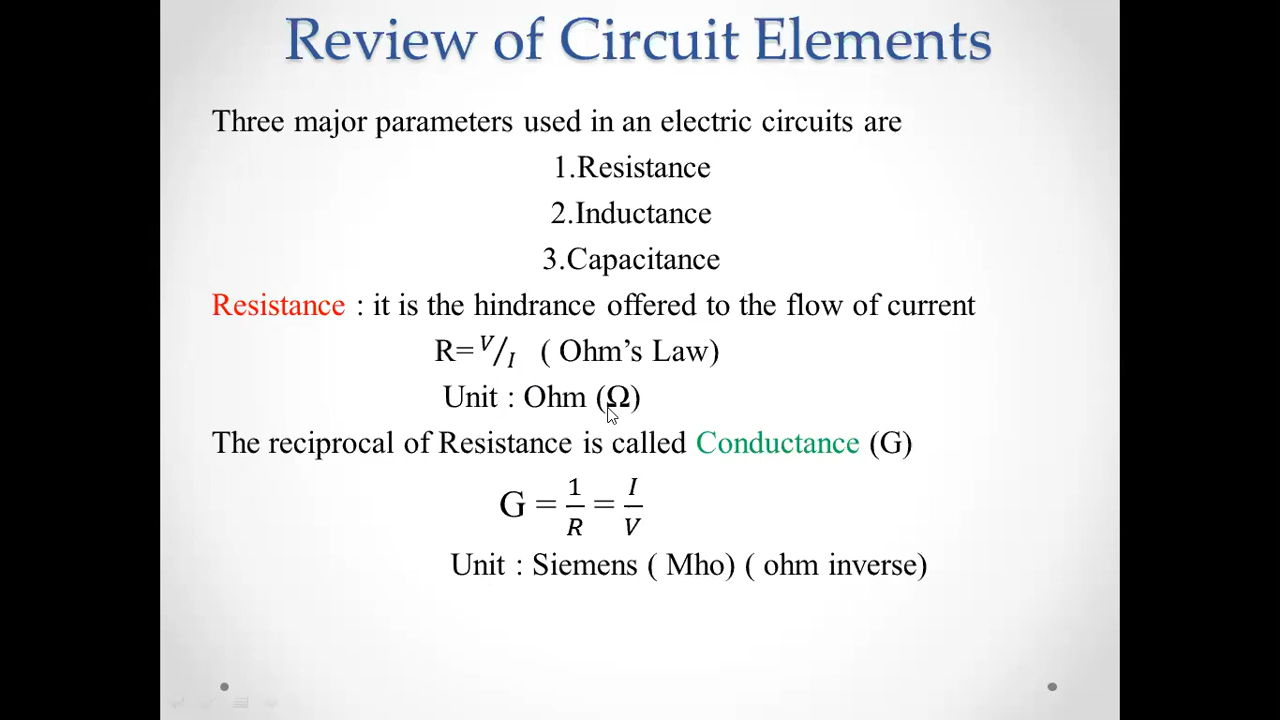 Review of Circuit Elements
Three major parameters used in an electric circuits are
1.Resistance
2.Inductance
3.Capacitance
Resistance : it is the hindrance offered to the flow of current
R= V/I ( Ohm’s Law)
Unit : Ohm (Ω)
The reciprocal of Resistance is called Conductance (G)
G = 1/R = I/V
Unit : Siemens ( Mho) ( ohm inverse)